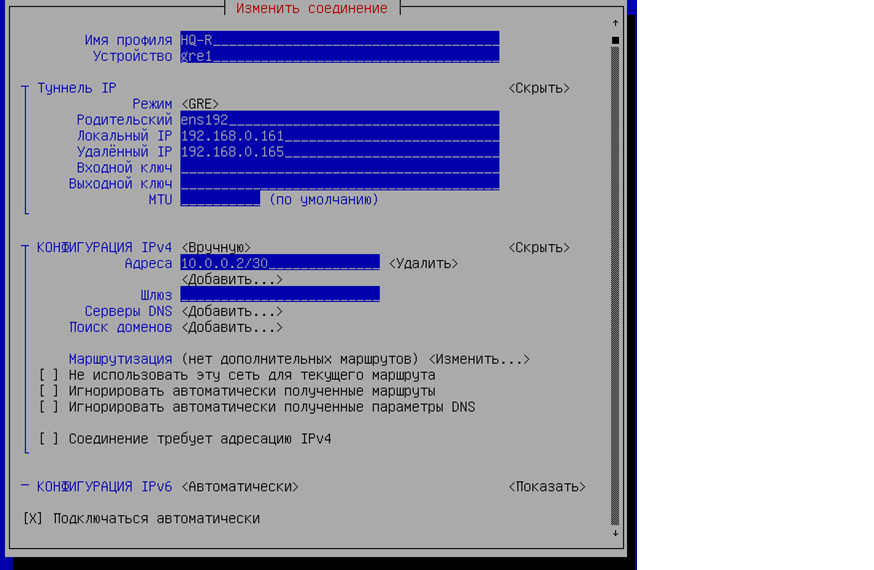 Изменить соединение
Имя профиля HQ-R
Устройство gre1
Туннель IP <Скрыть>
Режим <GRE>
Родительский ens192
Локальный IP 192.168.0.161
Удалённый IP 192.168.0.165
Входной ключ
Выходной ключ
MTU (по умолчанию)
КОНФИГУРАЦИЯ IPv4 <Вручную> <Скрыть>
Адреса 10.0.0.2/30 <Удалить>
<Добавить...>
Шлюз
Серверы DNS <Добавить...>
Поиск доменов <Добавить...>
Маршрутизация (нет дополнительных маршрутов) <Изменить...>
[ ] Не использовать эту сеть для текущего маршрута
[ ] Игнорировать автоматически полученные маршруты
[ ] Игнорировать автоматически полученные параметры DNS
[ ] Соединение требует адресацию IPv4
КОНФИГУРАЦИЯ IPv6 <Автоматически> <Показать>
[X] Подключаться автоматически